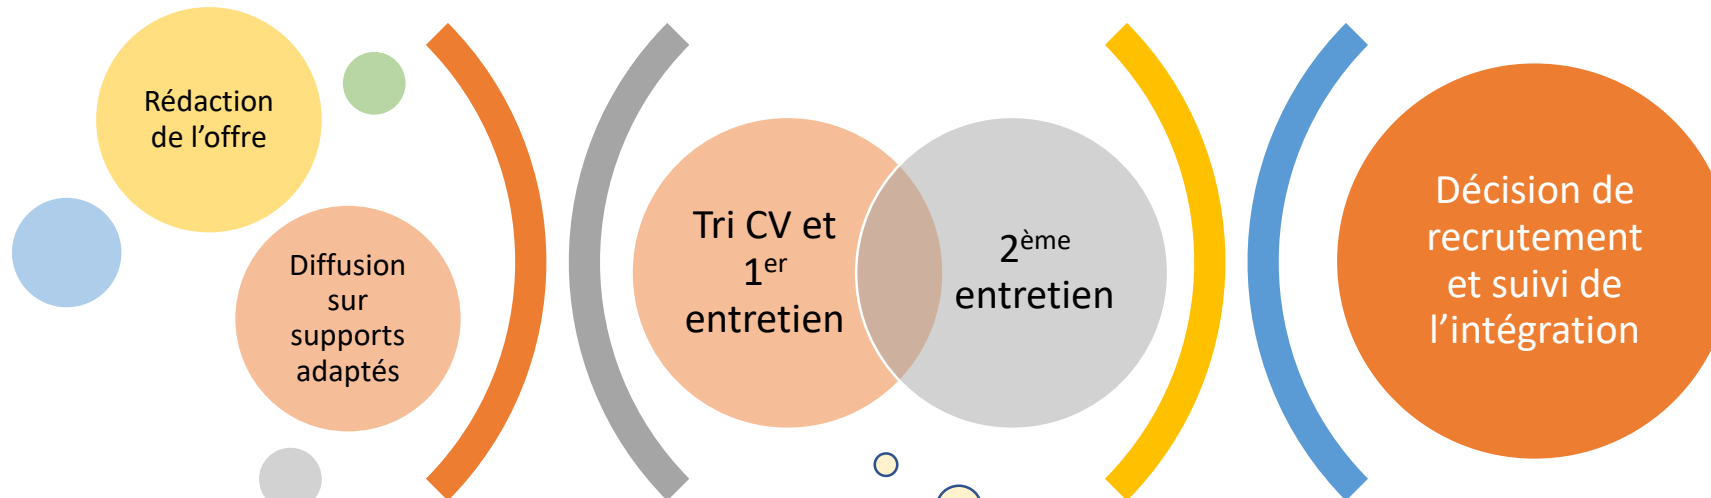 Rédaction
de l’offre
Diffusion
sur
supports
adaptés
Tri CV et
1er
entretien
2ème
entretien
Décision de
recrutement
et suivi de
l’intégration